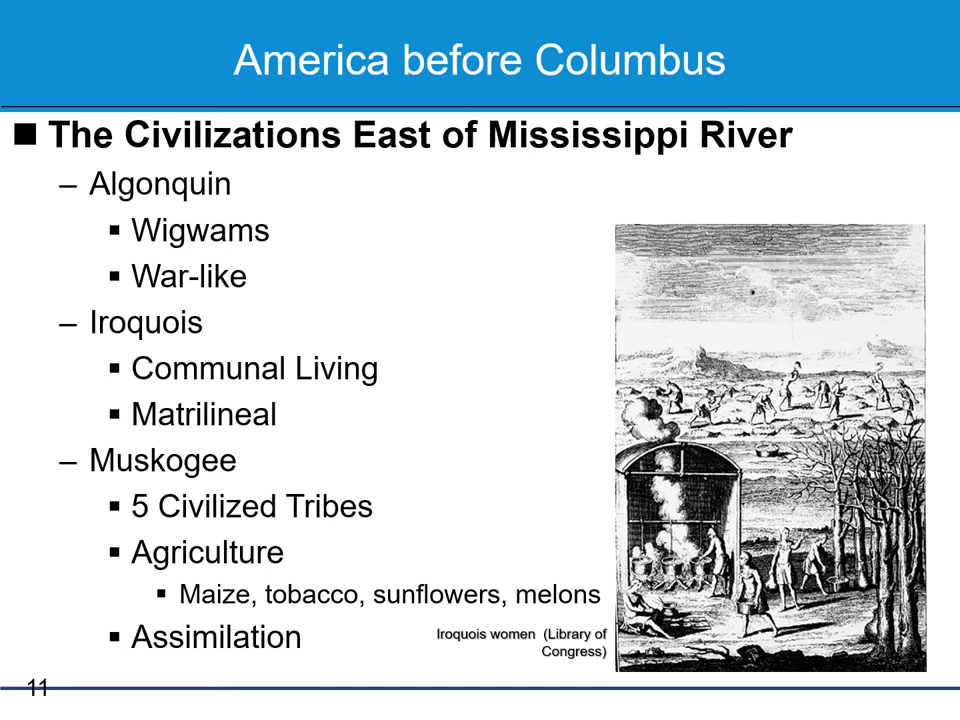 America before Columbus
■ The Civilizations East of Mississippi River
– Algonquin
▪ Wigwams
▪ War-like
– Iroquois
▪ Communal Living
▪ Matrilineal
– Muskogee
▪ 5 Civilized Tribes
▪ Agriculture
▪ Maize, tobacco, sunflowers, melons
▪ Assimilation
Iroquois women (Library of
Congress)
11